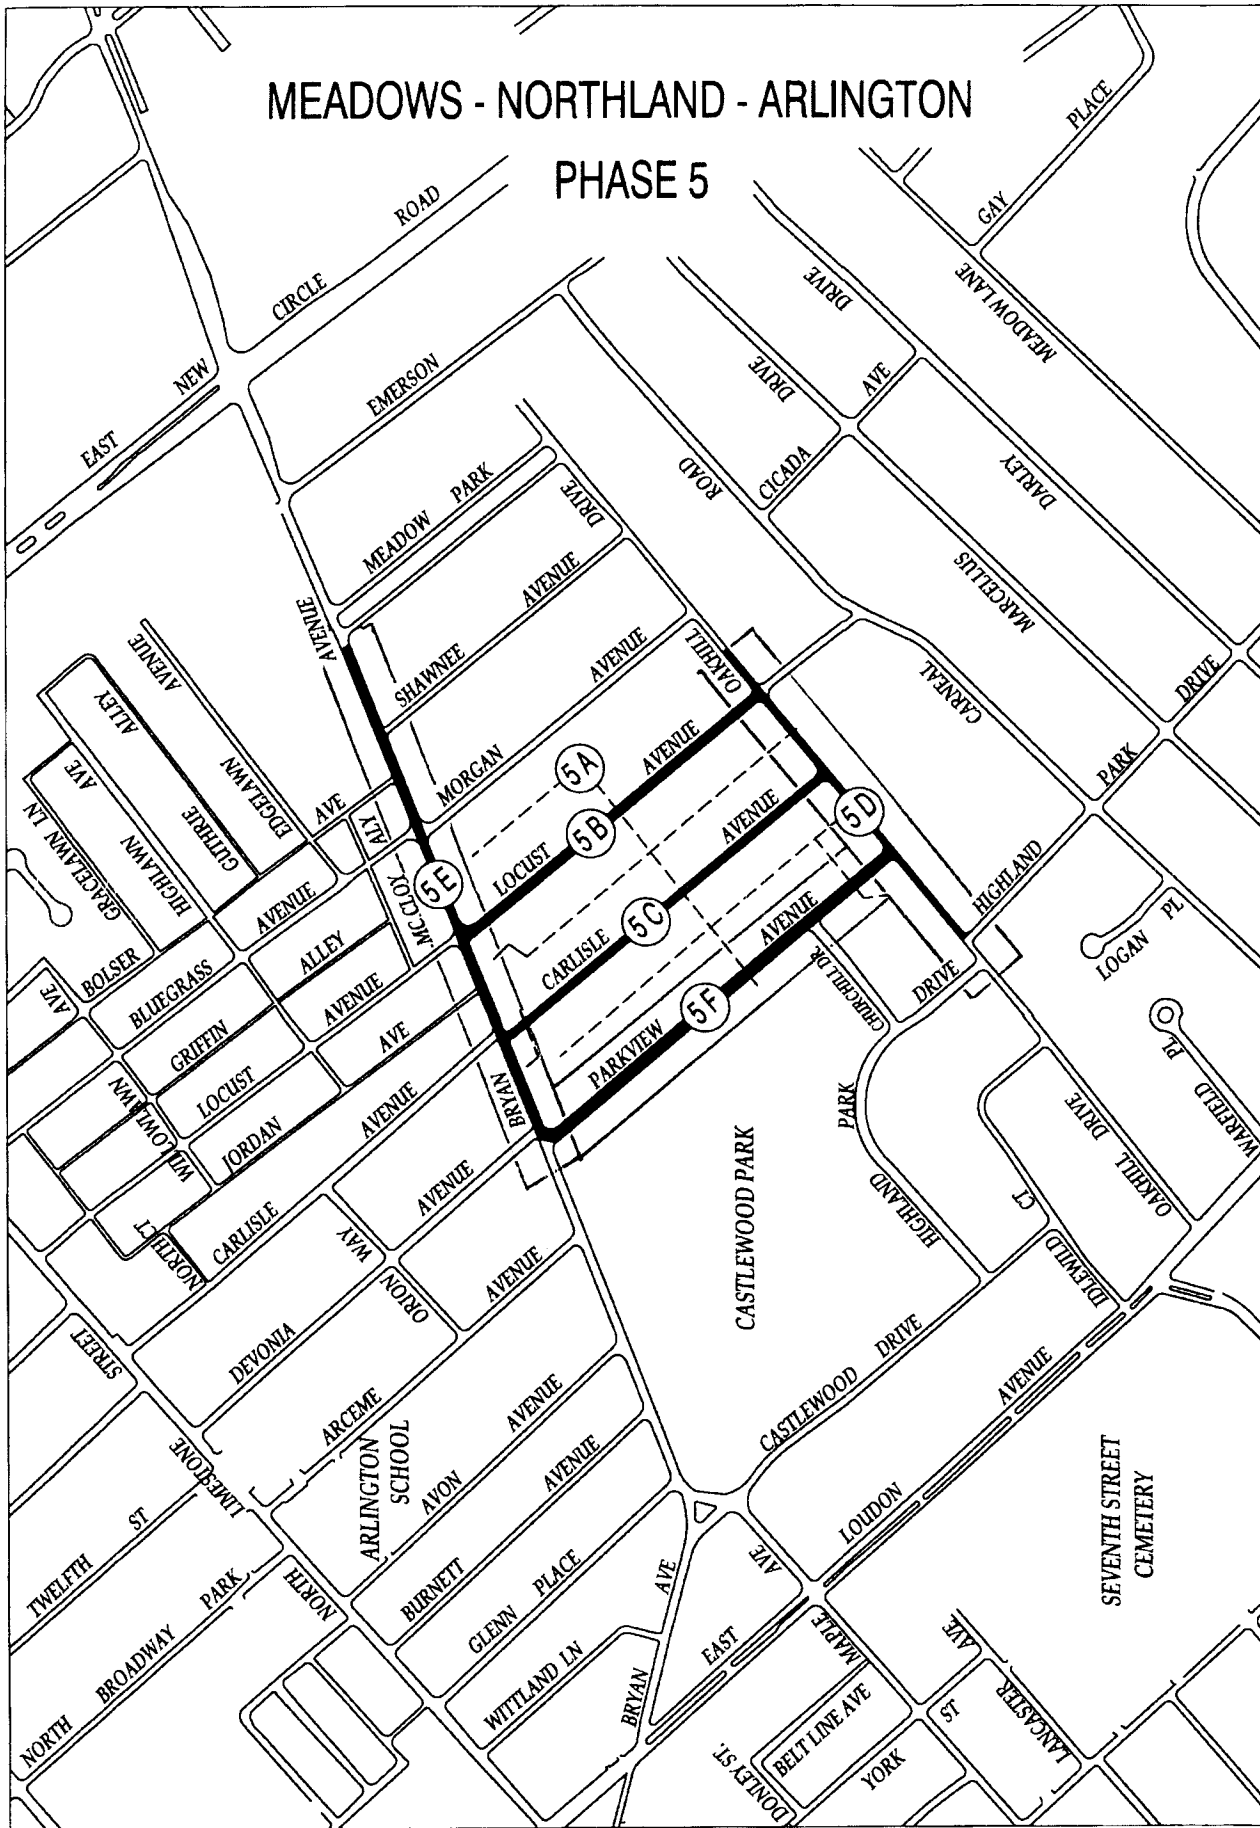 MEADOWS - NORTHLAND - ARLINGTON
PHASE 5
EAST NEW CIRCLE ROAD
GAY PLACE
MEADOW LANE
EMERSON
DRIVE
DRIVE
CICADA AVE
ROAD
DARLEY
MARCELLUS
MEADOW PARK
DRIVE
SHAWNEE AVENUE
MORGAN AVENUE
OAKHILL
CARNEAL
AVENUE
AVENUE
ALLEY
EDGELAWN
GUTHRIE
AVE
HIGHLAWN
GRACELAWN LN
AVE
ALY
MC.CLOY
5A
5B
5C
5D
5E
5F
LOCUST AVENUE
CARLISLE AVENUE
PARKVIEW AVENUE
HIGHLAND PARK DRIVE
LOGAN PL
WARFIELD PL
CHURCHILL DR
DRIVE
PARK
HIGHLAND
BOLSER
AVE
BLUEGRASS AVENUE
GRIFFIN ALLEY
LOCUST AVENUE
JORDAN AVE
WILLOWLAWN
NORTH CT
CARLISLE AVENUE
BRYAN
DEVONIA AVENUE
ORION WAY
ARCEME AVENUE
CASTLEWOOD PARK
OAKHILL DRIVE
IDLEWILD CT
CASTLEWOOD DRIVE
STREET
LIMESTONE
NORTH
ARLINGTON
SCHOOL
AVON AVENUE
BURNETT AVENUE
GLENN PLACE
TWELFTH ST
NORTH BROADWAY PARK
WITTLAND LN
BRYAN AVE
EAST LOUDON AVENUE
MAPLE AVE
SEVENTH STREET
CEMETERY
LANCASTER AVE
BELT LINE AVE
DONLEY ST.
YORK ST